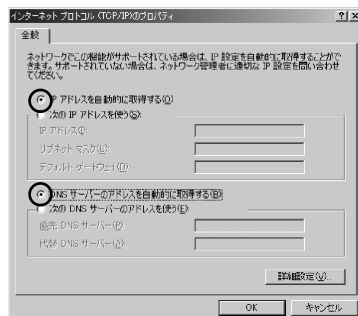 インターネット プロトコル (TCP/IP)のプロパティ
全般
ネットワークでこの機能がサポートされている場合は、IP 設定を自動的に取得することがで
きます。サポートされていない場合は、ネットワーク管理者に適切な IP 設定を問い合わせ
てください。
IP アドレスを自動的に取得する(O)
次の IP アドレスを使う(S):
IP アドレス(I):
サブネット マスク(U):
デフォルト ゲートウェイ(D):
DNS サーバーのアドレスを自動的に取得する(B)
次の DNS サーバーのアドレスを使う(E):
優先 DNS サーバー(P):
代替 DNS サーバー(A):
詳細設定(V)...
OK
キャンセル